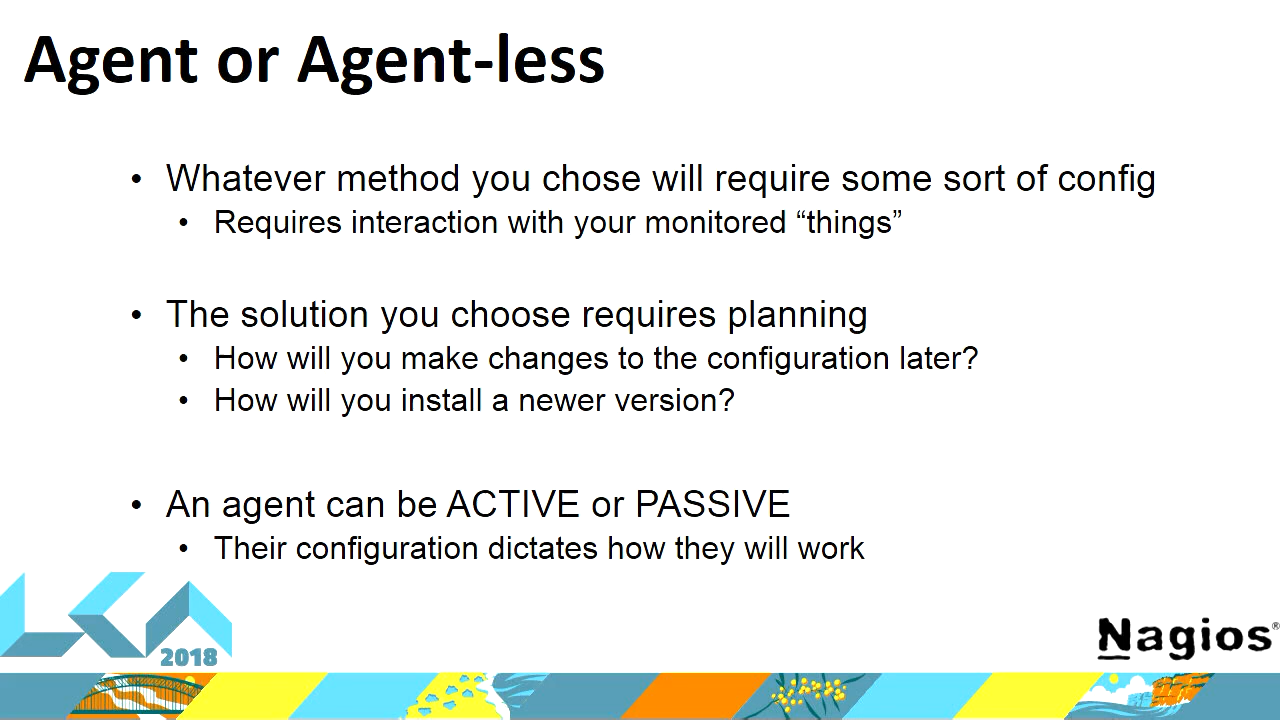 Agent or Agent-less
• Whatever method you chose will require some sort of config
• Requires interaction with your monitored “things”
• The solution you choose requires planning
• How will you make changes to the configuration later?
• How will you install a newer version?
• An agent can be ACTIVE or PASSIVE
• Their configuration dictates how they will work
LCA
2018
Nagios®